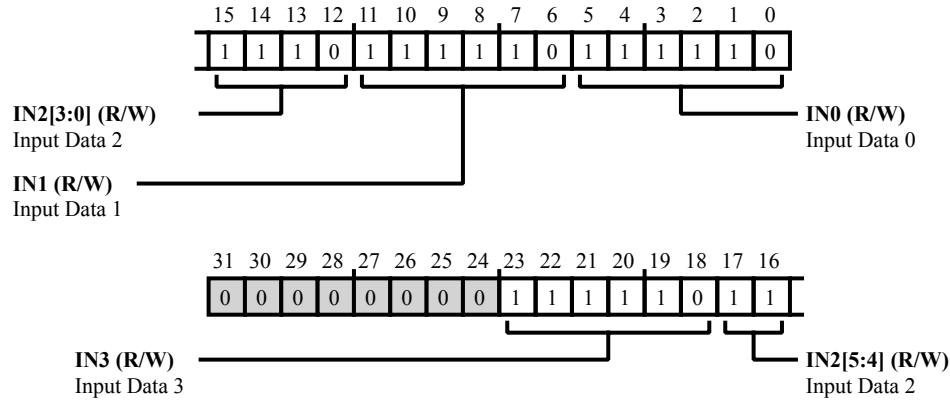 15 14 13 12 11 10 9 8 7 6 5 4 3 2 1 0
1 1 1 0 1 1 1 1 1 0 1 1 1 1 1 0
IN2[3:0] (R/W)
Input Data 2
IN0 (R/W)
Input Data 0
IN1 (R/W)
Input Data 1
31 30 29 28 27 26 25 24 23 22 21 20 19 18 17 16
0 0 0 0 0 0 0 0 1 1 1 1 1 0 1 1
IN3 (R/W)
Input Data 3
IN2[5:4] (R/W)
Input Data 2